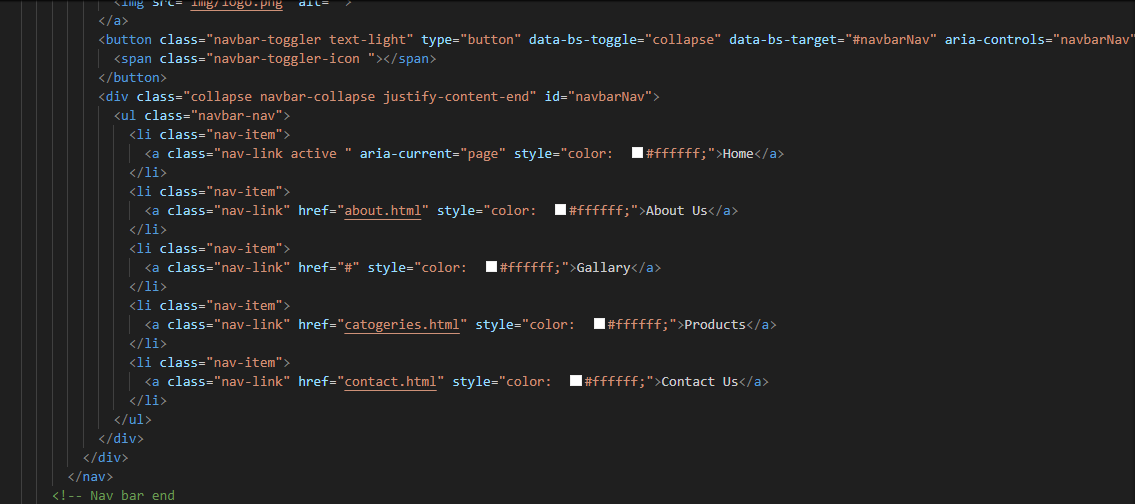 <img src="img/logo.png" alt="">
</a>
<button class="navbar-toggler text-light" type="button" data-bs-toggle="collapse" data-bs-target="#navbarNav" aria-controls="navbarNav"
<span class="navbar-toggler-icon "></span>
</button>
<div class="collapse navbar-collapse justify-content-end" id="navbarNav">
<ul class="navbar-nav">
<li class="nav-item">
<a class="nav-link active " aria-current="page" style="color: #ffffff;">Home</a>
</li>
<li class="nav-item">
<a class="nav-link" href="about.html" style="color: #ffffff;">About Us</a>
</li>
<li class="nav-item">
<a class="nav-link" href="#" style="color: #ffffff;">Gallary</a>
</li>
<li class="nav-item">
<a class="nav-link" href="catogeries.html" style="color: #ffffff;">Products</a>
</li>
<li class="nav-item">
<a class="nav-link" href="contact.html" style="color: #ffffff;">Contact Us</a>
</li>
</ul>
</div>
</div>
</nav>
<!-- Nav bar end